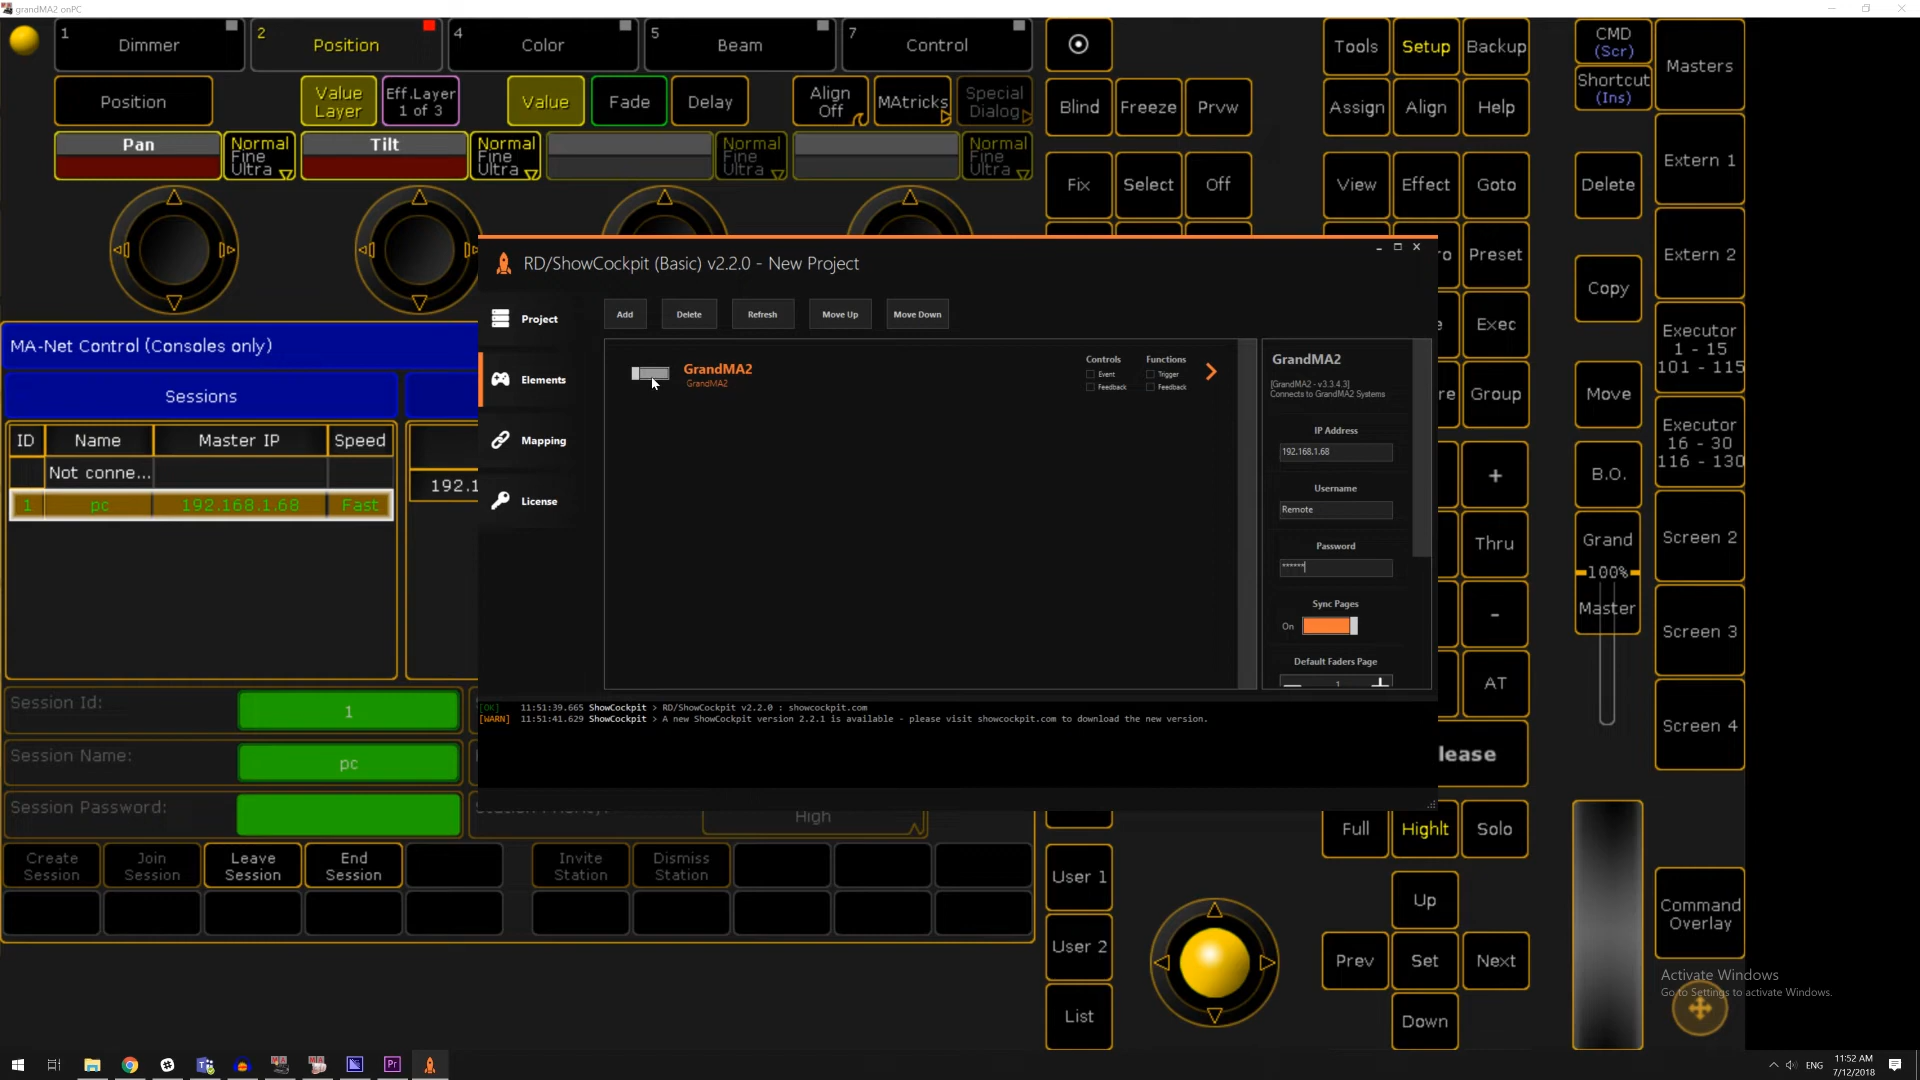 grandMA2 onPC
1 Dimmer
2 Position
4 Color
5 Beam
7 Control
Position
Value Layer
Eff.Layer 1 of 3
Value
Fade
Delay
Align Off
MAtricks
Special Dialog
Pan
Normal Fine Ultra
Tilt
Normal Fine Ultra
Normal Fine Ultra
Normal Fine Ultra
Blind
Freeze
Prvw
Fix
Select
Off
Tools
Setup
Backup
Assign
Align
Help
View
Effect
Goto
Preset
Exec
Group
+
Thru
-
AT
lease
Full
Highlt
Solo
Up
Prev
Set
Next
Down
User 1
User 2
List
CMD (Scr)
Shortcut (Ins)
Delete
Copy
Move
B.O.
Grand
100%
Master
Masters
Extern 1
Extern 2
Executor 1 - 15 101 - 115
Executor 16 - 30 116 - 130
Screen 2
Screen 3
Screen 4
Command Overlay
MA-Net Control (Consoles only)
Sessions
ID Name Master IP Speed
Not conne...
1 pc 192.168.1.68 Fast
192.1
Session Id: 1
Session Name: pc
Session Password:
High
Create Session
Join Session
Leave Session
End Session
Invite Station
Dismiss Station
RD/ShowCockpit (Basic) v2.2.0 - New Project
Project
Elements
Mapping
License
Add
Delete
Refresh
Move Up
Move Down
GrandMA2
GrandMA2
Controls
Event
Feedback
Functions
Trigger
Feedback
GrandMA2
[GrandMA2 - v3.3.4.3]
Connects to GrandMA2 Systems
IP Address
192.168.1.68
Username
Remote
Password
******
Sync Pages
On
Default Faders Page
1
[OK] 11:51:39.665 ShowCockpit > RD/ShowCockpit v2.2.0 : showcockpit.com
[WARN] 11:51:41.629 ShowCockpit > A new ShowCockpit version 2.2.1 is available - please visit showcockpit.com to download the new version.
Activate Windows
Go to Settings to activate Windows.
ENG
11:52 AM
7/12/2018